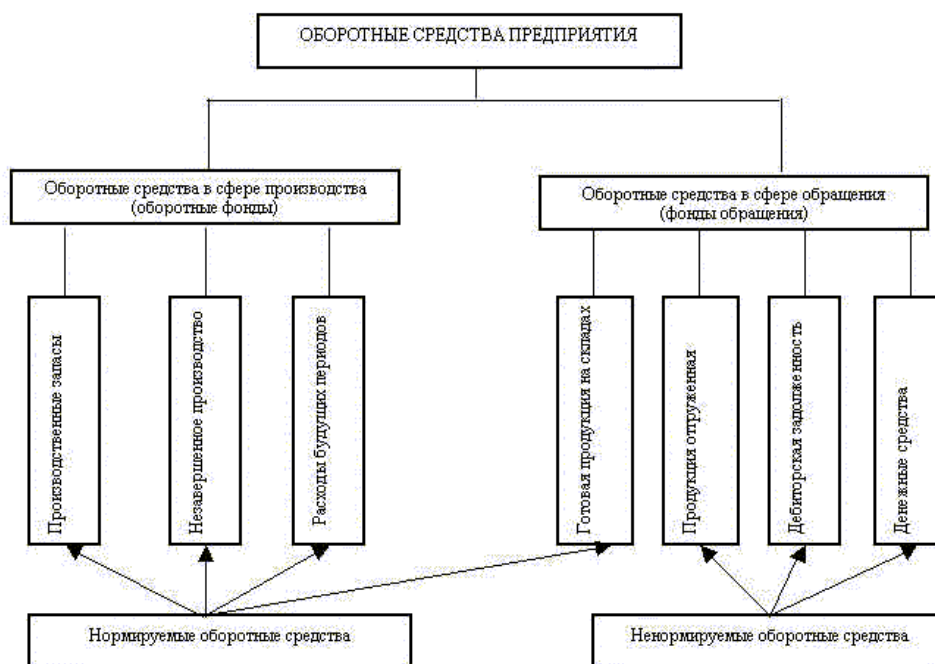 ОБОРОТНЫЕ СРЕДСТВА ПРЕДПРИЯТИЯ
Оборотные средства в сфере производства
(оборотные фонды)
Оборотные средства в сфере обращения
(фонды обращения)
Производственные запасы
Незавершенное производство
Расходы будущих периодов
Готовая продукция на складах
Продукция отгруженная
Дебиторская задолженность
Денежные средства
Нормируемые оборотные средства
Ненормируемые оборотные средства